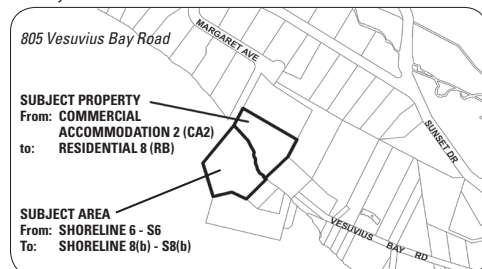 805 Vesuvius Bay Road
MARGARET AVE
SUNSET DR
SUBJECT PROPERTY
From: COMMERCIAL
ACCOMMODATION 2 (CA2)
to: RESIDENTIAL 8 (RB)
SUBJECT AREA
From: SHORELINE 6 - S6
To: SHORELINE 8(b) - S8(b)
VESUVIUS BAY RD